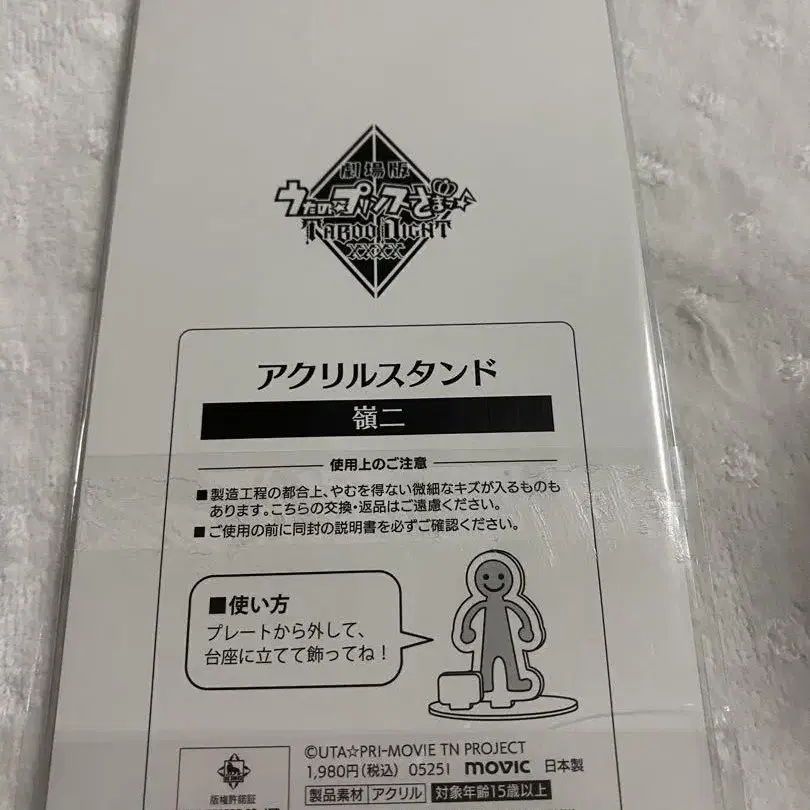 劇場版
うたの☆プリンスさまっ♪
TABOO NIGHT
XXXX
アクリルスタンド
嶺二
使用上のご注意
■製造工程の都合上、やむを得ない微細なキズが入るものも
あります。こちらの交換・返品はご遠慮ください。
■ご使用の前に同封の説明書を必ずご確認ください。
■使い方
プレートから外して、
台座に立てて飾ってね！
©UTA☆PRI-MOVIE TN PROJECT
1,980円(税込) 05251 movic 日本製
版権許諾証
製品素材 アクリル 対象年齢15歳以上